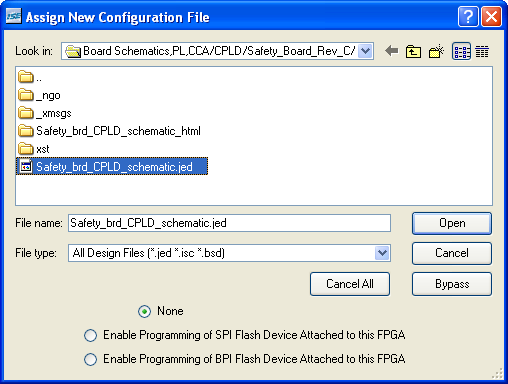 ISE Assign New Configuration File
Look in: Board Schematics,PL,CCA/CPLD/Safety_Board_Rev_C/
..
_ngo
_xmsgs
Safety_brd_CPLD_schematic_html
xst
Safety_brd_CPLD_schematic.jed
File name: Safety_brd_CPLD_schematic.jed Open
File type: All Design Files (*.jed *.isc *.bsd) Cancel
Cancel All Bypass
None
Enable Programming of SPI Flash Device Attached to this FPGA
Enable Programming of BPI Flash Device Attached to this FPGA